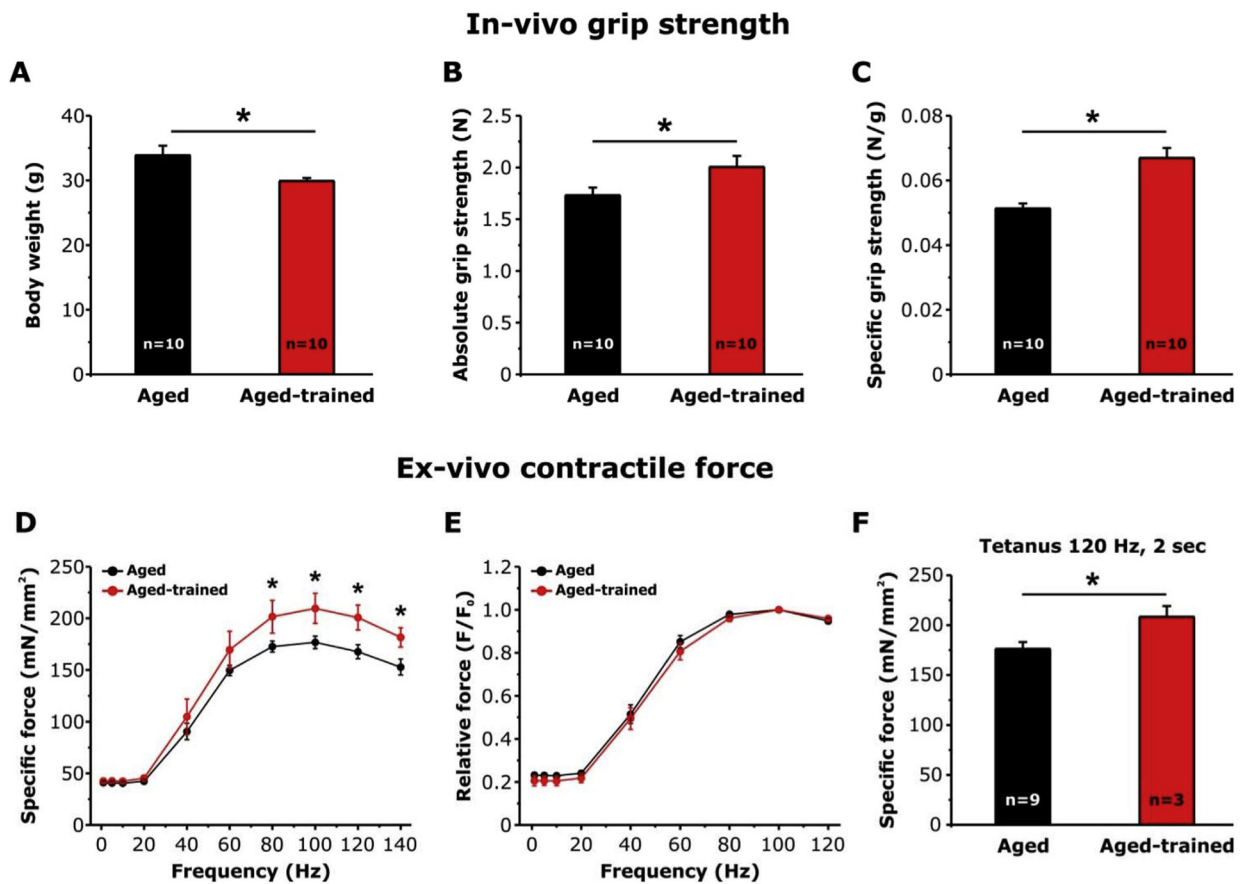 In-vivo grip strength
A
Body weight (g)
40
30
20
10
0
*
n=10
n=10
Aged
Aged-trained
B
Absolute grip strength (N)
2.5
2.0
1.5
1.0
0.5
0.0
*
n=10
n=10
Aged
Aged-trained
C
Specific grip strength (N/g)
0.08
0.06
0.04
0.02
0
*
n=10
n=10
Aged
Aged-trained
Ex-vivo contractile force
D
Specific force (mN/mm²)
250
200
150
100
50
0
Aged
Aged-trained
* * * *
0 20 40 60 80 100 120 140
Frequency (Hz)
E
Relative force (F/F₀)
1.2
1.0
0.8
0.6
0.4
0.2
0.0
Aged
Aged-trained
0 20 40 60 80 100 120
Frequency (Hz)
F
Tetanus 120 Hz, 2 sec
Specific force (mN/mm²)
250
200
150
100
50
0
*
n=9
n=3
Aged
Aged-trained